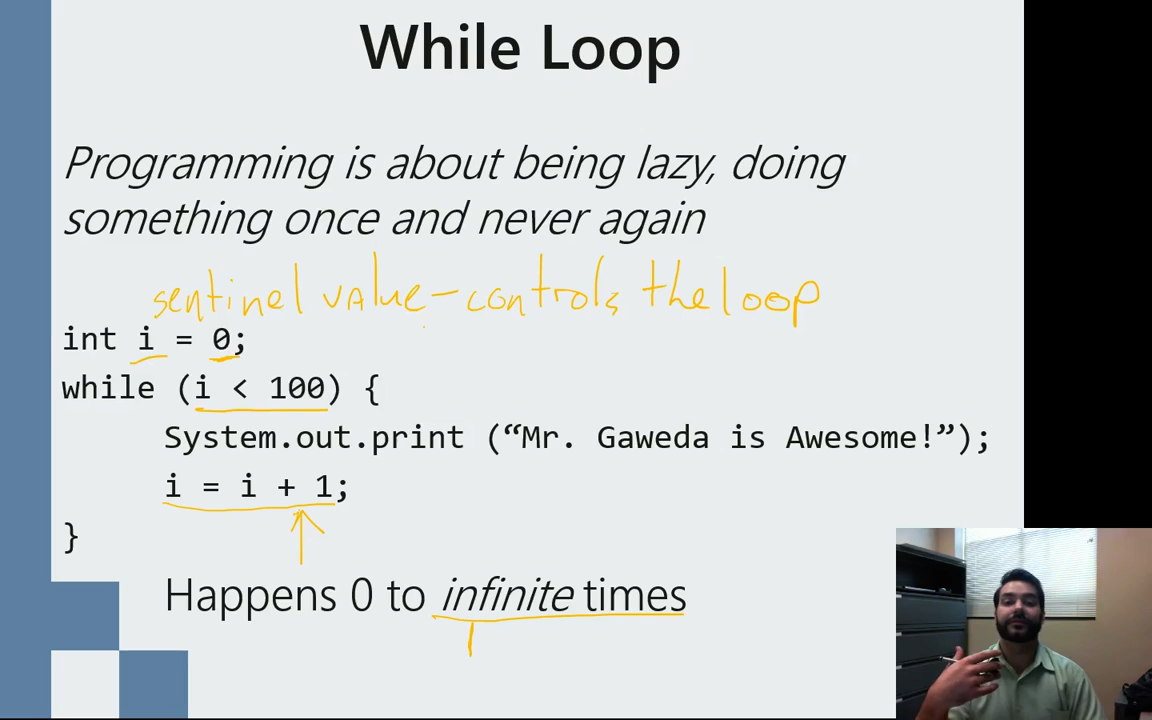 While Loop
Programming is about being lazy, doing
something once and never again
sentinel value - controls the loop
int i = 0;
while (i < 100) {
System.out.print (“Mr. Gaweda is Awesome!”);
i = i + 1;
}
Happens 0 to infinite times